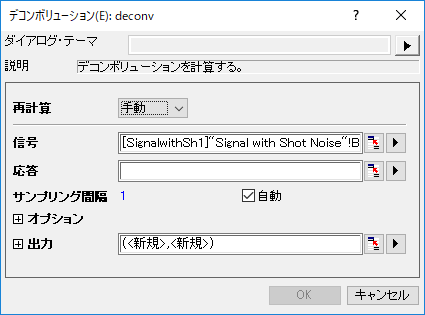 デコンボリューション(E): deconv
ダイアログ・テーマ
説明 デコンボリューションを計算する。
再計算 手動
信号 [SignalwithSh1]"Signal with Shot Noise"!B
応答
サンプリング間隔 1 自動
オプション
出力 (<新規>,<新規>)
OK キャンセル